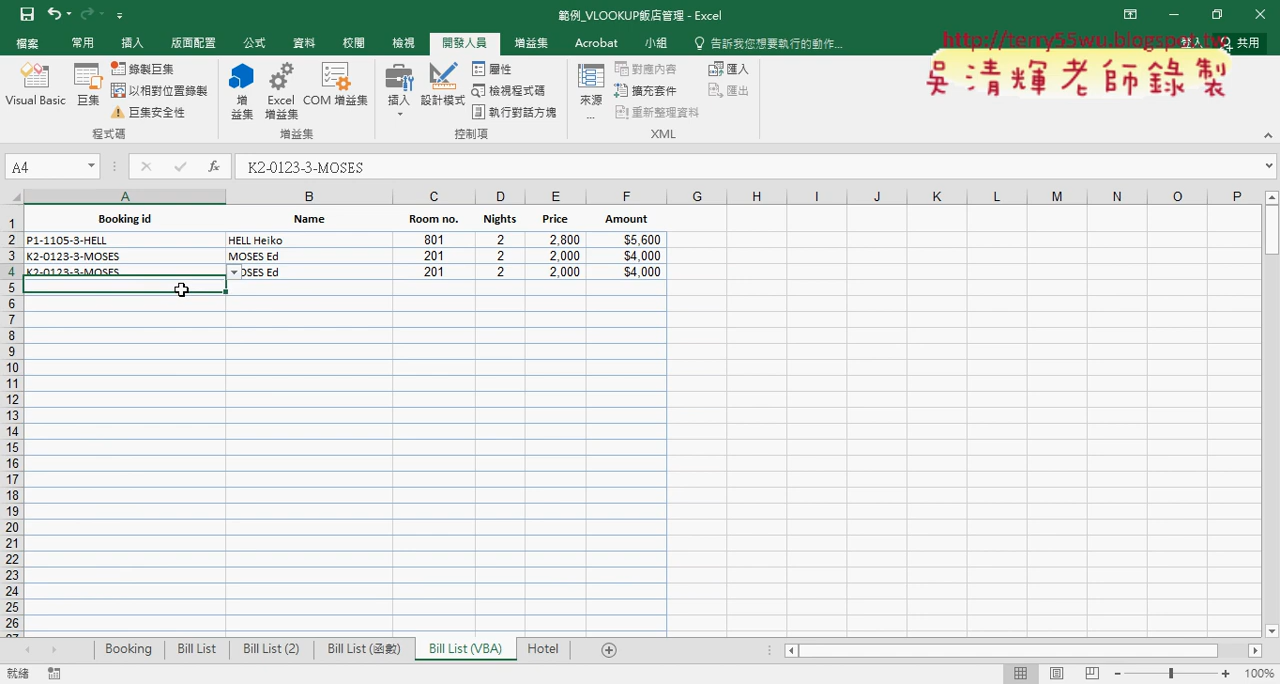 範例_VLOOKUP飯店管理 - Excel
檔案 常用 插入 版面配置 公式 資料 校閱 檢視 開發人員 增益集 Acrobat 小組 告訴我您想要執行的動作... 登入 共用
http://terry55wu.blogspot.tw
吳清輝老師錄製
Visual Basic 巨集 錄製巨集 以相對位置錄製 巨集安全性 程式碼
增益集 Excel 增益集 COM 增益集 增益集
插入 設計模式 屬性 檢視程式碼 執行對話方塊 控制項
來源... 對應內容 擴充套件 重新整理資料 匯入 匯出 XML
A4 fx K2-0123-3-MOSES
A B C D E F G H I J K L M N O P
1 Booking id Name Room no. Nights Price Amount
2 P1-1105-3-HELL HELL Heiko 801 2 2,800 $5,600
3 K2-0123-3-MOSES MOSES Ed 201 2 2,000 $4,000
4 K2-0123-3-MOSES OSES Ed 201 2 2,000 $4,000
5
6
7
8
9
10
11
12
13
14
15
16
17
18
19
20
21
22
23
24
25
26
Booking Bill List Bill List (2) Bill List (函數) Bill List (VBA) Hotel
就緒 100%